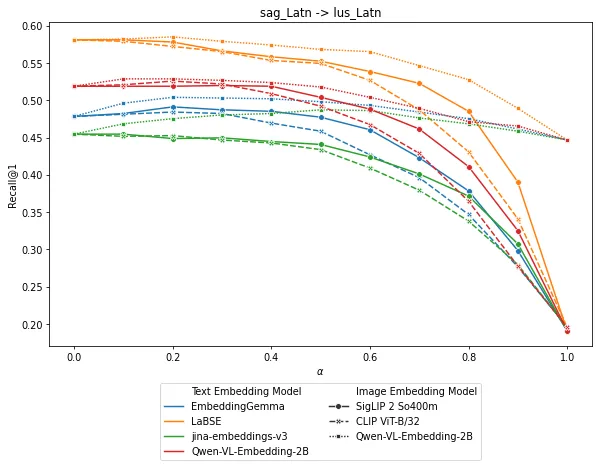 sag_Latn -> lus_Latn
Recall@1
0.60
0.55
0.50
0.45
0.40
0.35
0.30
0.25
0.20
0.0 0.2 0.4 0.6 0.8 1.0
α
Text Embedding Model Image Embedding Model
EmbeddingGemma SigLIP 2 So400m
LaBSE CLIP ViT-B/32
jina-embeddings-v3 Qwen-VL-Embedding-2B
Qwen-VL-Embedding-2B